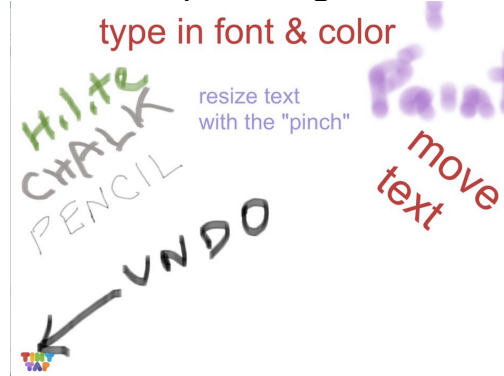 type in font & color
Hilite
CHALK
PENCIL
resize text
with the "pinch"
Paint
move
text
UNDO
TINY
TAP